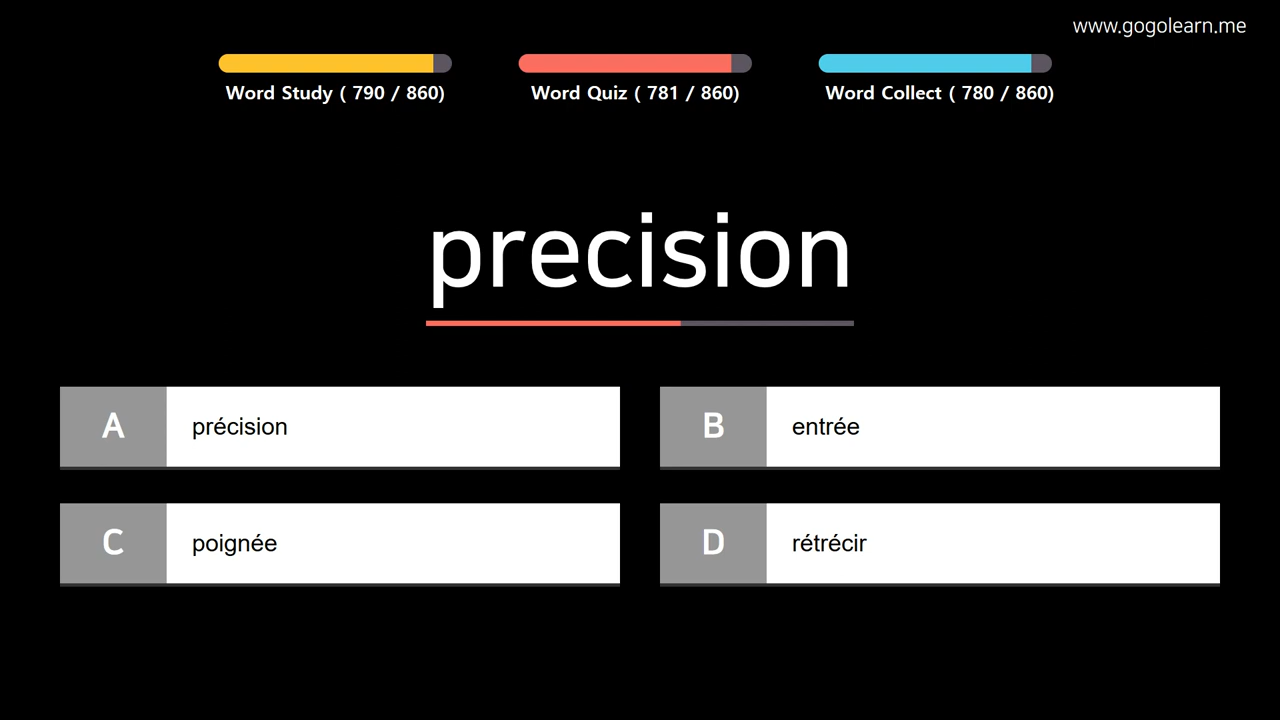 www.gogolearn.me
Word Study ( 790 / 860)
Word Quiz ( 781 / 860)
Word Collect ( 780 / 860)
precision
A
précision
B
entrée
C
poignée
D
rétrécir